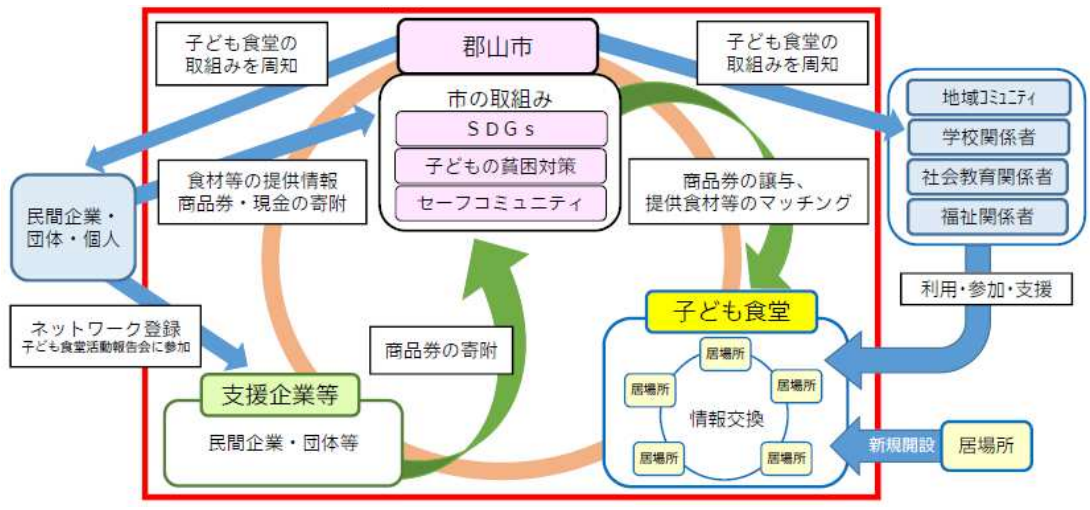 子ども食堂の
取組みを周知
郡山市
子ども食堂の
取組みを周知
市の取組み
SDGs
子どもの貧困対策
セーフコミュニティ
地域コミュニティ
学校関係者
社会教育関係者
福祉関係者
民間企業・
団体・個人
食材等の提供情報
商品券・現金の寄附
商品券の譲与、
提供食材等のマッチング
利用・参加・支援
ネットワーク登録
子ども食堂活動報告会に参加
商品券の寄附
子ども食堂
居場所
居場所
居場所
情報交換
居場所
居場所
支援企業等
民間企業・団体等
新規開設
居場所